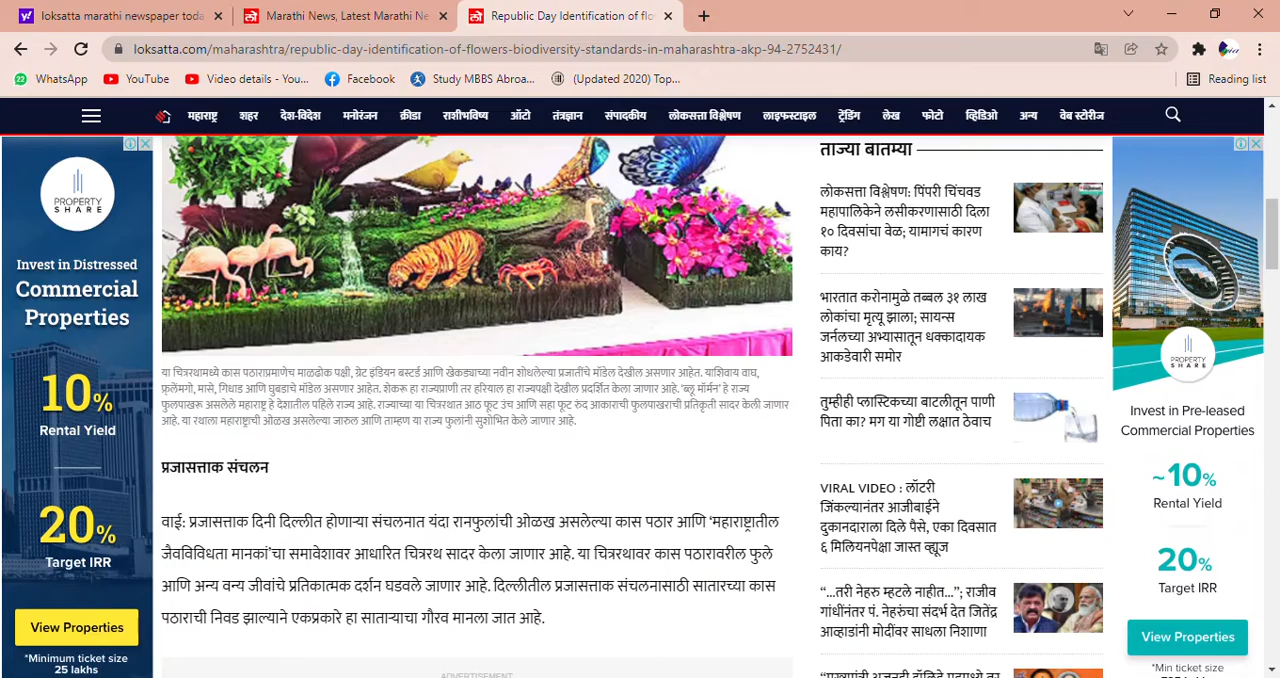 loksatta marathi newspaper toda
Marathi News, Latest Marathi Ne
Republic Day Identification of flo
loksatta.com/maharashtra/republic-day-identification-of-flowers-biodiversity-standards-in-maharashtra-akp-94-2752431/
WhatsApp
YouTube
Video details - You...
Facebook
Study MBBS Abroa...
(Updated 2020) Top...
Reading list
महाराष्ट्र
शहर
देश-विदेश
मनोरंजन
क्रीडा
राशीभविष्य
ऑटो
तंत्रज्ञान
संपादकीय
लोकसत्ता विश्लेषण
लाइफस्टाइल
ट्रेंडिंग
लेख
फोटो
व्हिडिओ
अन्य
वेब स्टोरीज
PROPERTY
SHARE
Invest in Distressed
Commercial
Properties
10%
Rental Yield
20%
Target IRR
View Properties
*Minimum ticket size
25 lakhs
या चित्ररथामध्ये कास पठाराप्रमाणेच माळढोक पक्षी, ग्रेट इंडियन बस्टर्ड आणि खेकड्याच्या नवीन शोधलेल्या प्रजातींचे मॉडेल देखील असणार आहेत. याशिवाय वाघ,
फ्लेंमिगो, मासे, गिधाड आणि घुबडाचे मॉडेल असणार आहेत. शेकरू हा राज्यप्राणी तर हरियाल हा राज्यपक्षी देखील प्रदर्शित केला जाणार आहे. 'ब्लू मॉर्मन' हे राज्य
फुलपाखरू असलेले महाराष्ट्र हे देशातील पहिले राज्य आहे. राज्याच्या या चित्ररथात आठ फूट उंच आणि सहा फूट रुंद आकाराची फुलपाखराची प्रतिकृती सादर केली जाणार
आहे. या रथाला महाराष्ट्राची ओळख असलेल्या जारुल आणि ताम्हण या राज्य फुलांनी सुशोभित केले जाणार आहे.
प्रजासत्ताक संचलन
वाई: प्रजासत्ताक दिनी दिल्लीत होणाऱ्या संचलनात यंदा रानफुलांची ओळख असलेल्या कास पठार आणि 'महाराष्ट्रातील
जैवविविधता मानकां'चा समावेशावर आधारित चित्ररथ सादर केला जाणार आहे. या चित्ररथावर कास पठारावरील फुले
आणि अन्य वन्य जीवांचे प्रतिकात्मक दर्शन घडवले जाणार आहे. दिल्लीतील प्रजासत्ताक संचलनासाठी सातारच्या कास
पठाराची निवड झाल्याने एकप्रकारे हा साताऱ्याचा गौरव मानला जात आहे.
ADVERTISEMENT
ताज्या बातम्या
लोकसत्ता विश्लेषण: पिंपरी चिंचवड
महापालिकेने लसीकरणासाठी दिला
१० दिवसांचा वेळ; यामागचं कारण
काय?
भारतात करोनामुळे तब्बल ३१ लाख
लोकांचा मृत्यू झाला; सायन्स
जर्नलच्या अभ्यासातून धक्कादायक
आकडेवारी समोर
तुम्हीही प्लास्टिकच्या बाटलीतून पाणी
पिता का? मग या गोष्टी लक्षात ठेवाच
VIRAL VIDEO : लॉटरी
जिंकल्यानंतर आजीबाईने
दुकानदाराला दिले पैसे, एका दिवसात
६ मिलियनपेक्षा जास्त व्ह्यूज
“...तरी नेहरु म्हटले नाहीत...”; राजीव
गांधींनंतर पं. नेहरुंचा संदर्भ देत जितेंद्र
आव्हाडांनी मोदींवर साधला निशाणा
PROPERTY
SHARE
Invest in Pre-leased
Commercial Properties
~10%
Rental Yield
20%
Target IRR
View Properties
*Min ticket size